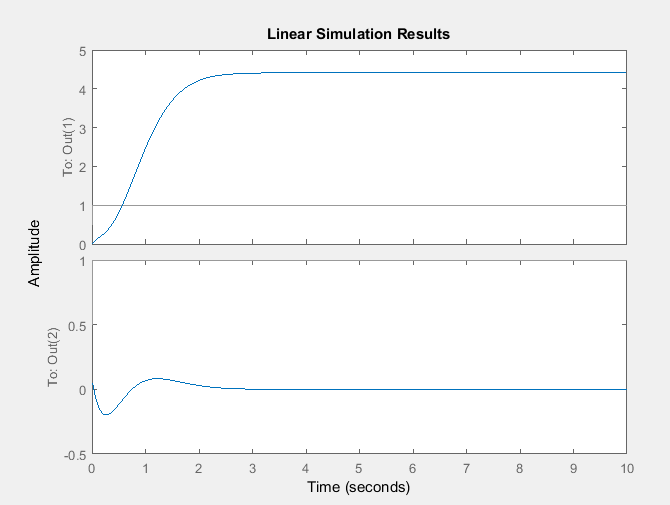 Linear Simulation Results
Amplitude
To: Out(1)
5
4
3
2
1
0
To: Out(2)
1
0.5
0
-0.5
0 1 2 3 4 5 6 7 8 9 10
Time (seconds)